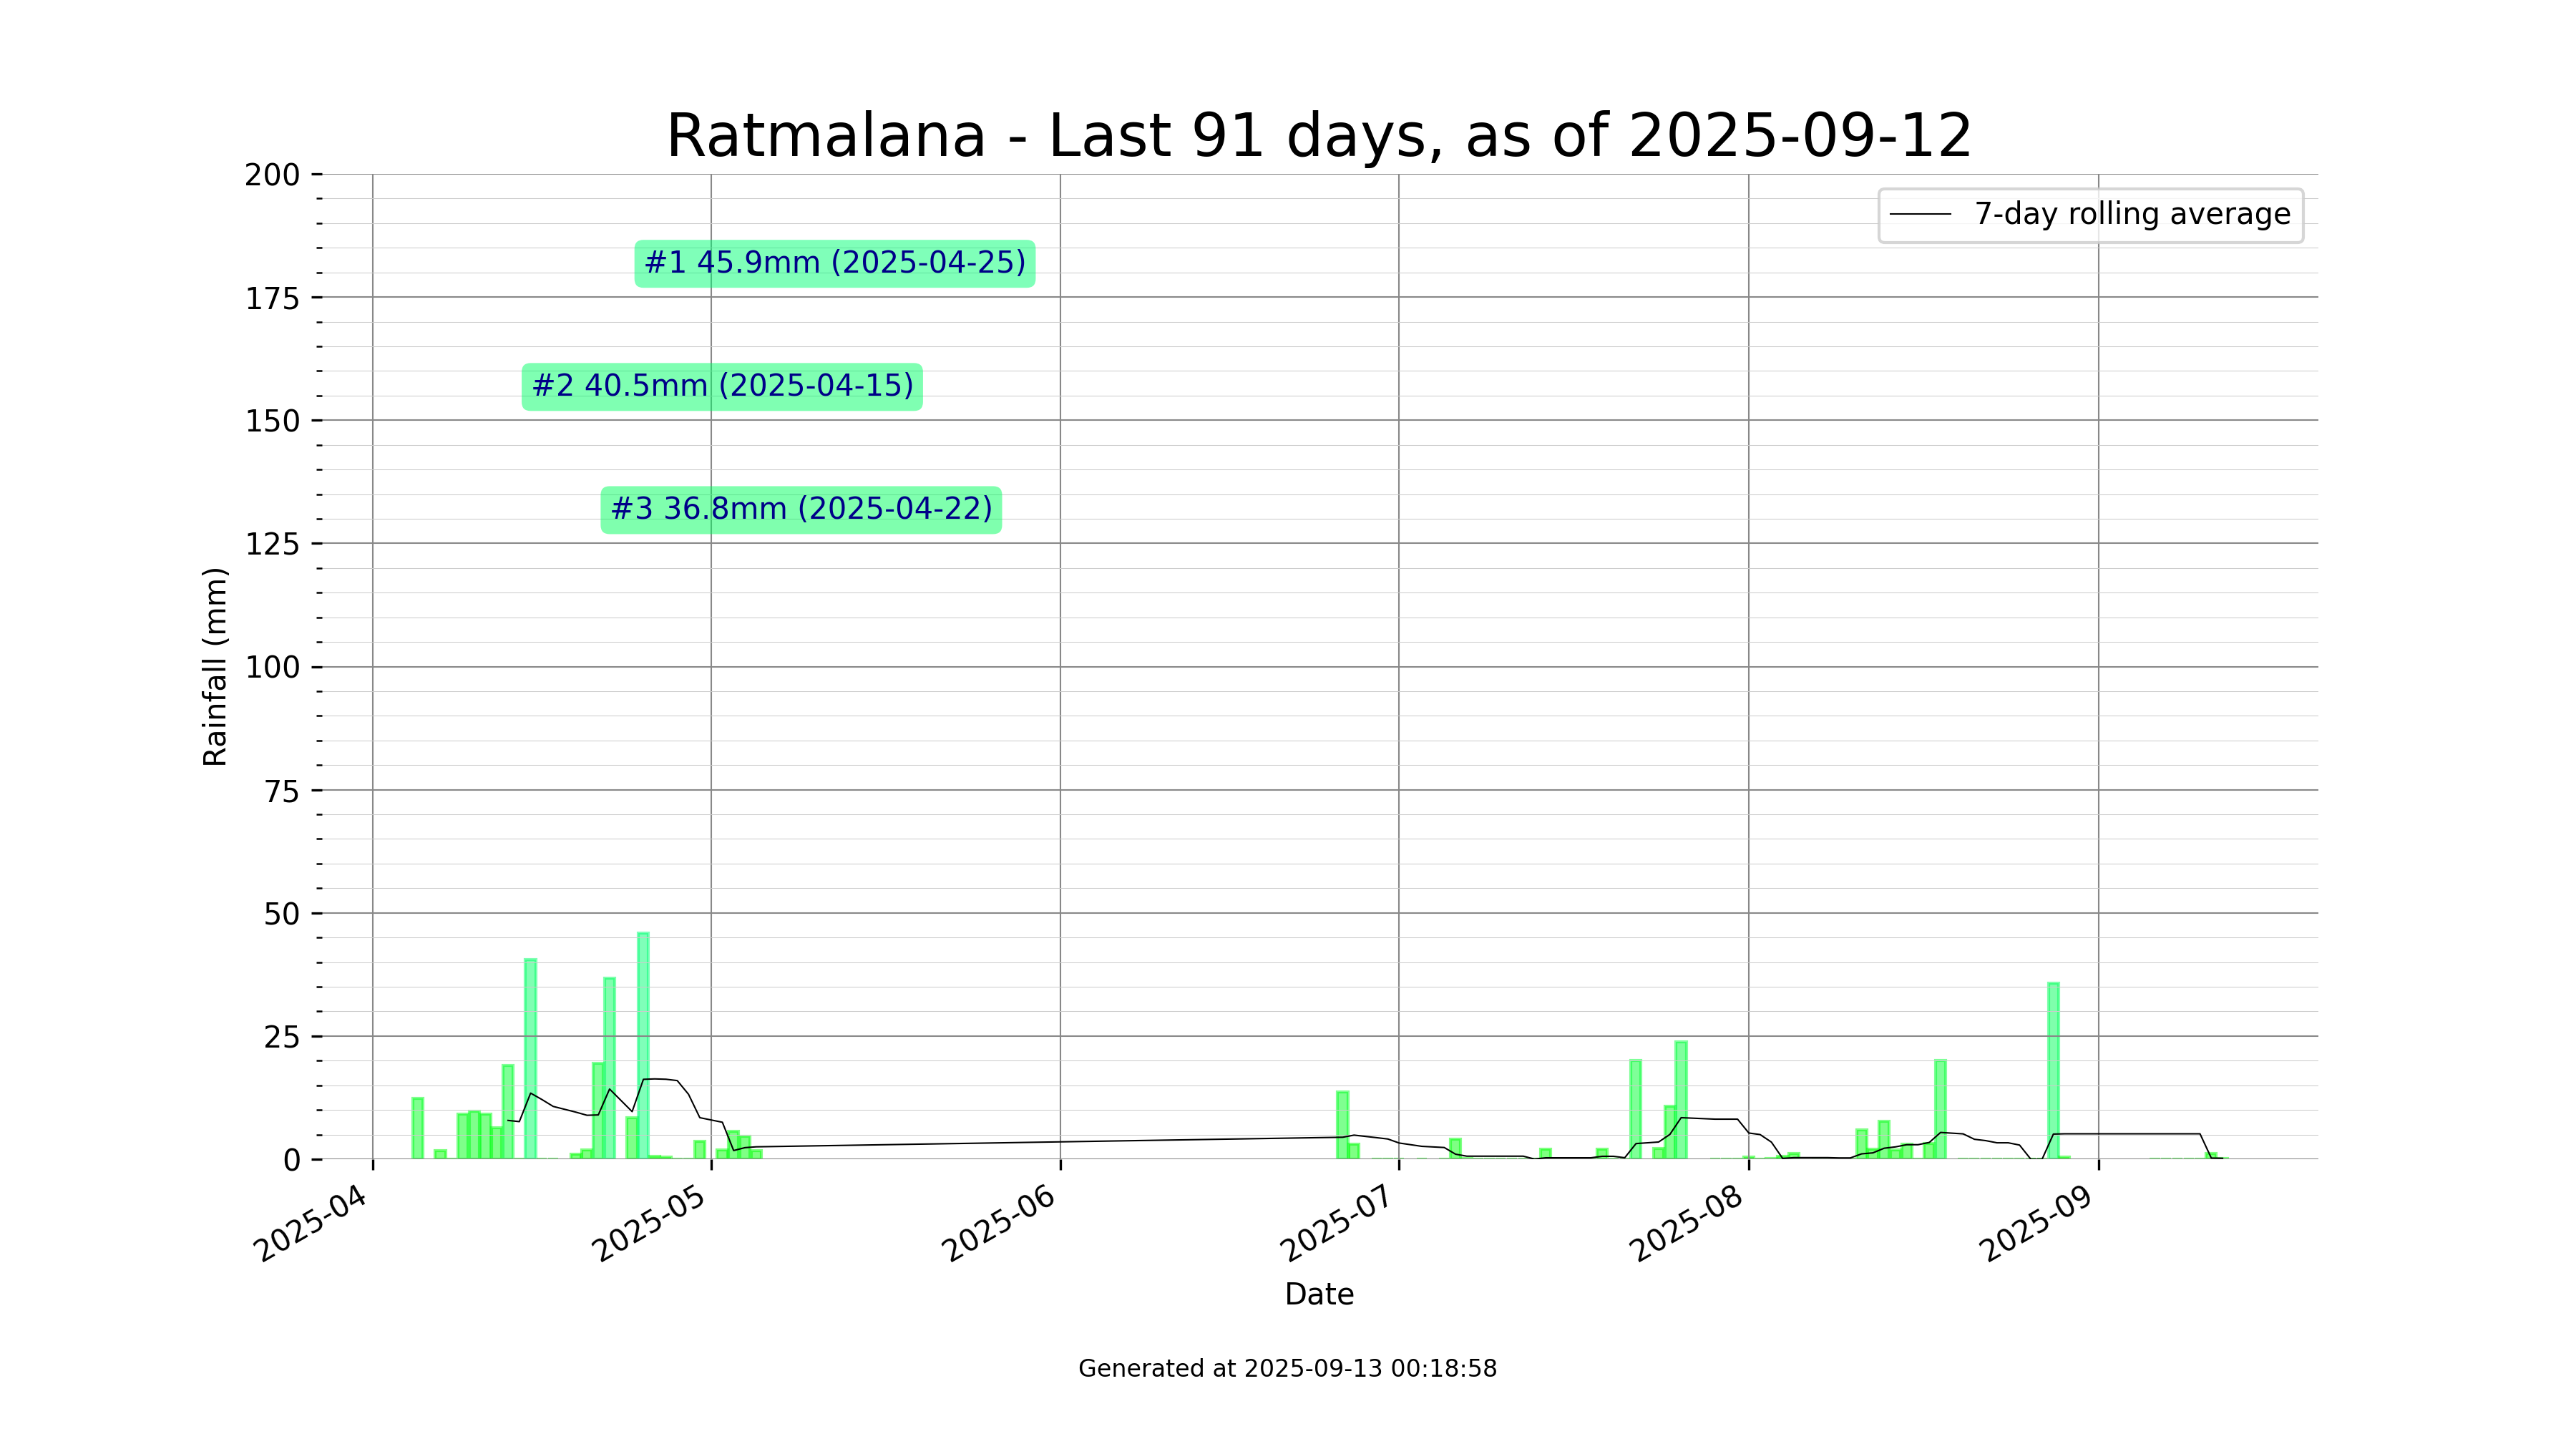 Ratmalana - Last 91 days, as of 2025-09-12
200
175
150
125
100
75
50
25
0
Rainfall (mm)
7-day rolling average
#1 45.9mm (2025-04-25)
#2 40.5mm (2025-04-15)
#3 36.8mm (2025-04-22)
2025-04
2025-05
2025-06
2025-07
2025-08
2025-09
Date
Generated at 2025-09-13 00:18:58